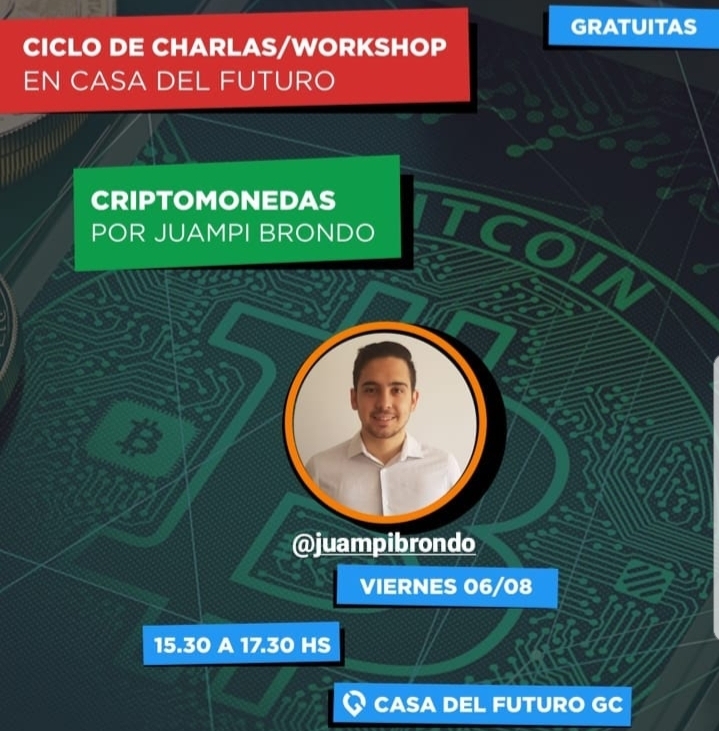 CICLO DE CHARLAS/WORKSHOP
EN CASA DEL FUTURO
GRATUITAS
CRIPTOMONEDAS
POR JUAMPI BRONDO
ITCOIN
@juampibrondo
VIERNES 06/08
15.30 A 17.30 HS
CASA DEL FUTURO GC